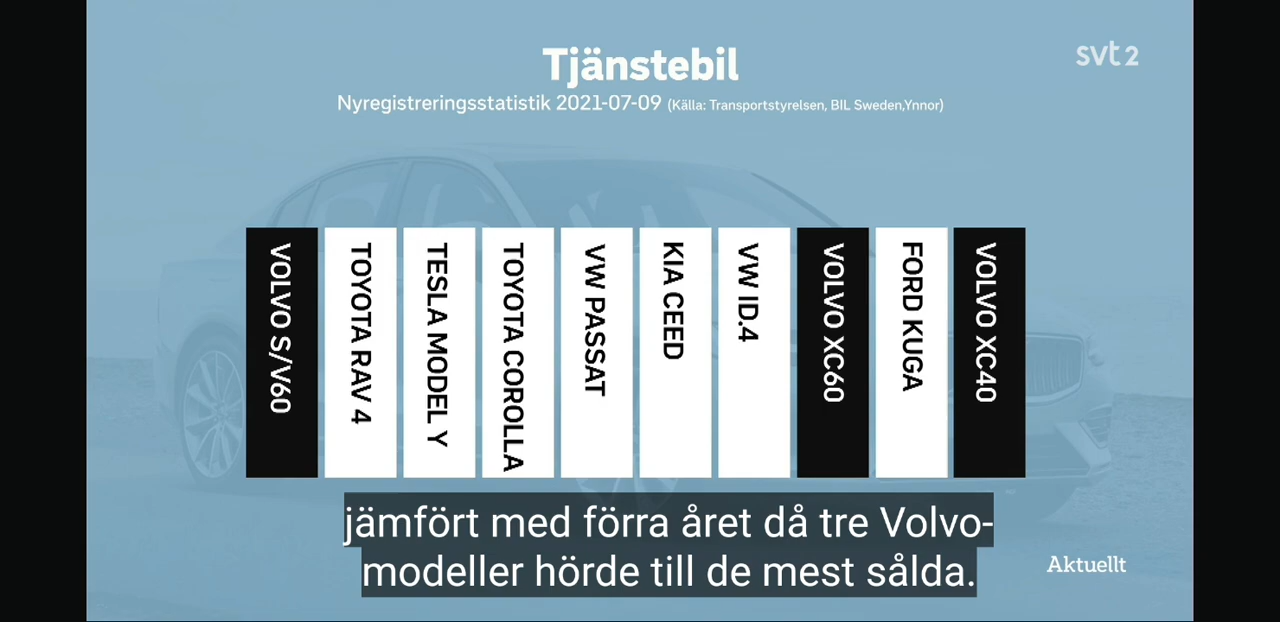 Tjänstebil
svt2
Nyregistreringsstatistik 2021-07-09 (Källa: Transportstyrelsen, BIL Sweden,Ynnor)
VOLVO S/V60
TOYOTA RAV 4
TESLA MODEL Y
TOYOTA COROLLA
VW PASSAT
KIA CEED
VW ID.4
VOLVO XC60
FORD KUGA
VOLVO XC40
jämfört med förra året då tre Volvo-
modeller hörde till de mest sålda.
Aktuellt